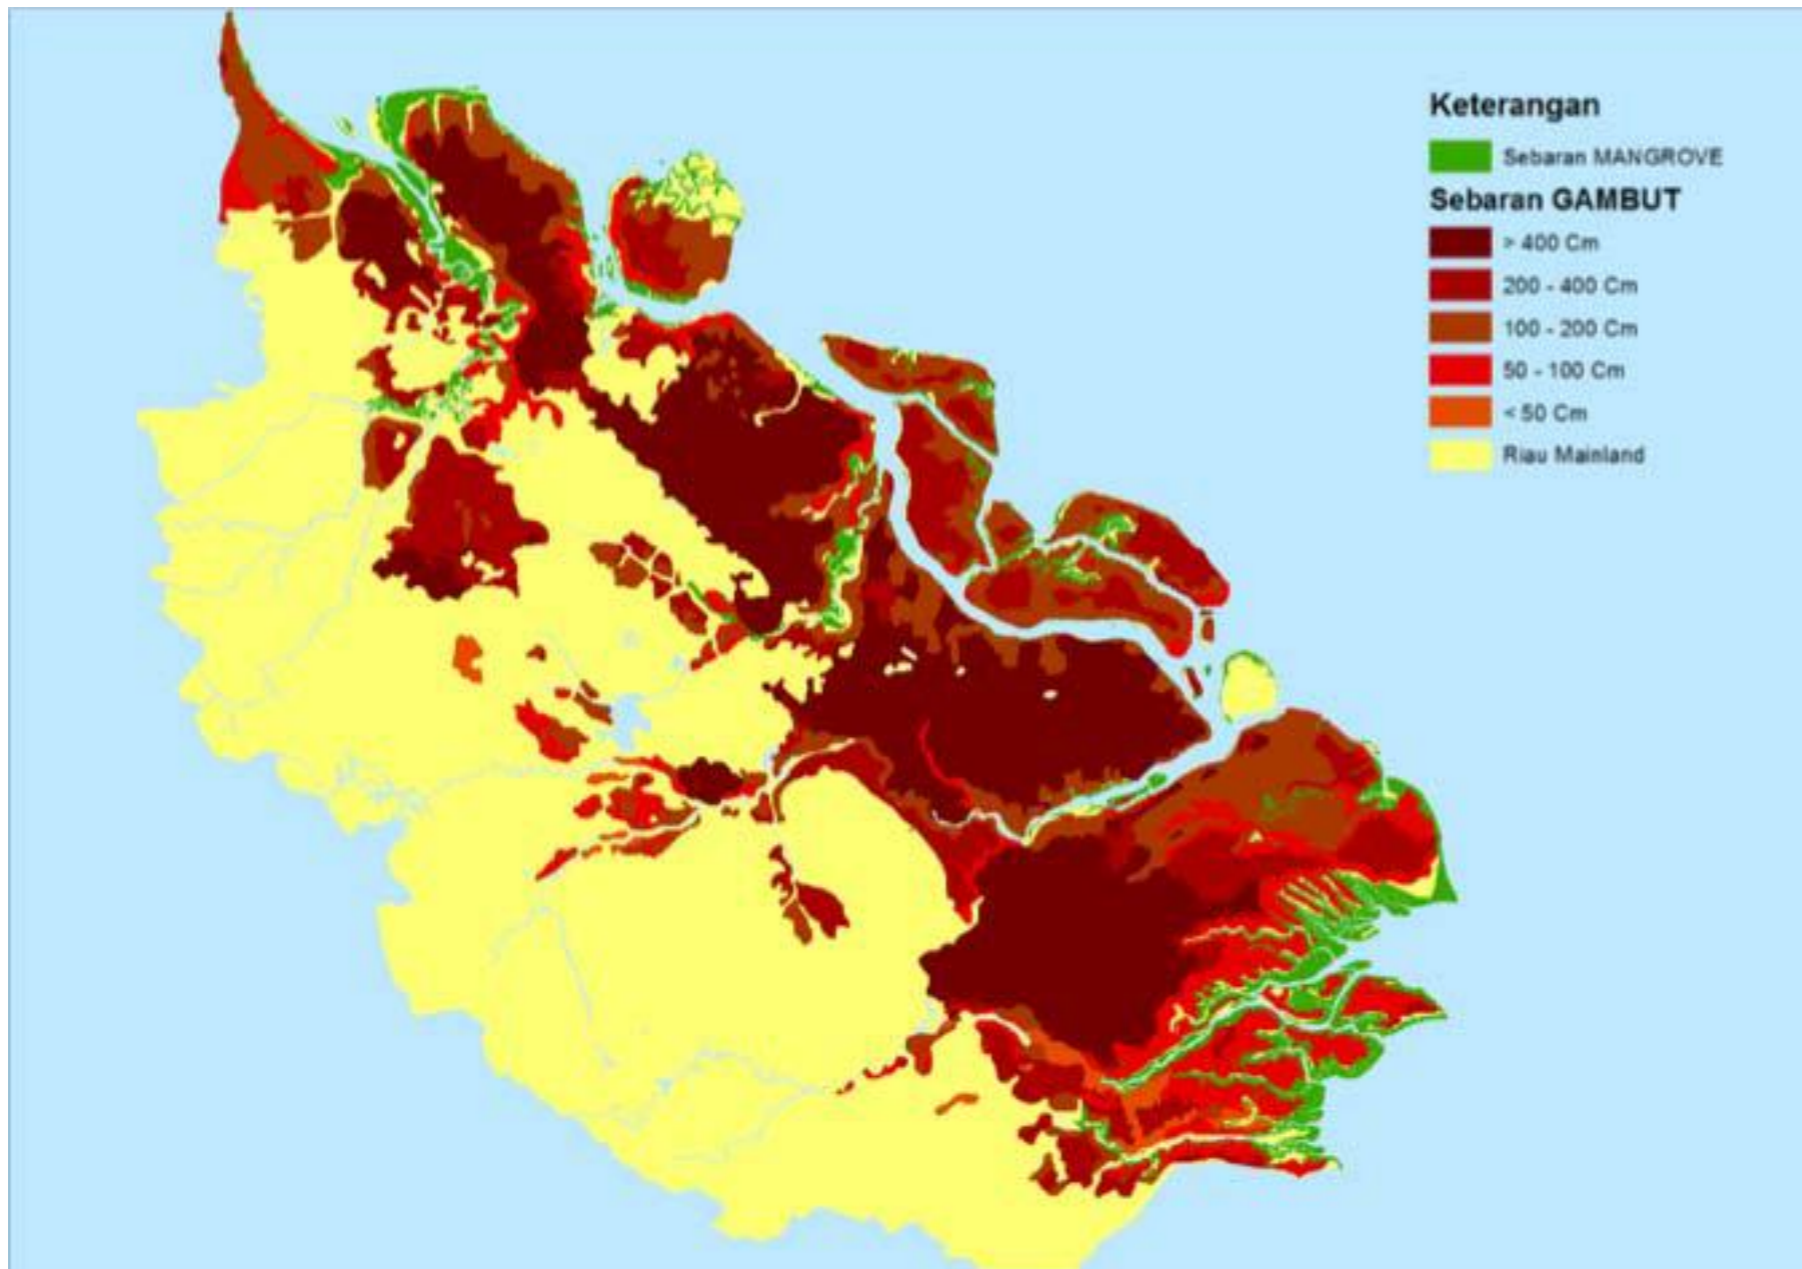 Keterangan
Sebaran MANGROVE
Sebaran GAMBUT
> 400 Cm
200 - 400 Cm
100 - 200 Cm
50 - 100 Cm
< 50 Cm
Riau Mainland